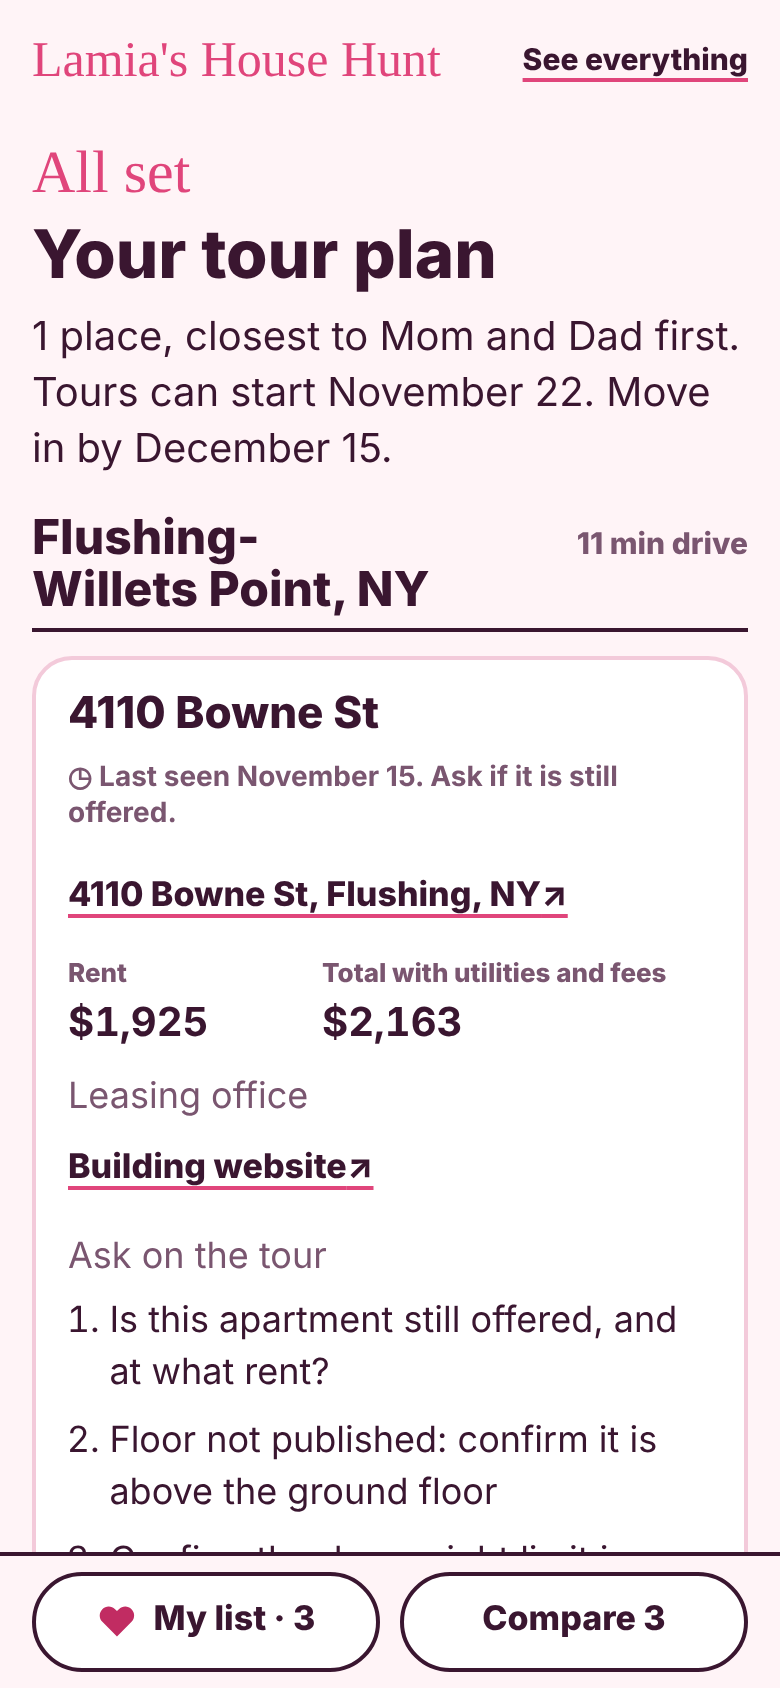 Lamia's House Hunt
See everything
All set
Your tour plan
1 place, closest to Mom and Dad first.
Tours can start November 22. Move
in by December 15.
Flushing-
Willets Point, NY
11 min drive
4110 Bowne St
Last seen November 15. Ask if it is still
offered.
4110 Bowne St, Flushing, NY↗
Rent
Total with utilities and fees
$1,925
$2,163
Leasing office
Building website↗
Ask on the tour
1. Is this apartment still offered, and
at what rent?
2. Floor not published: confirm it is
above the ground floor
My list · 3
Compare 3